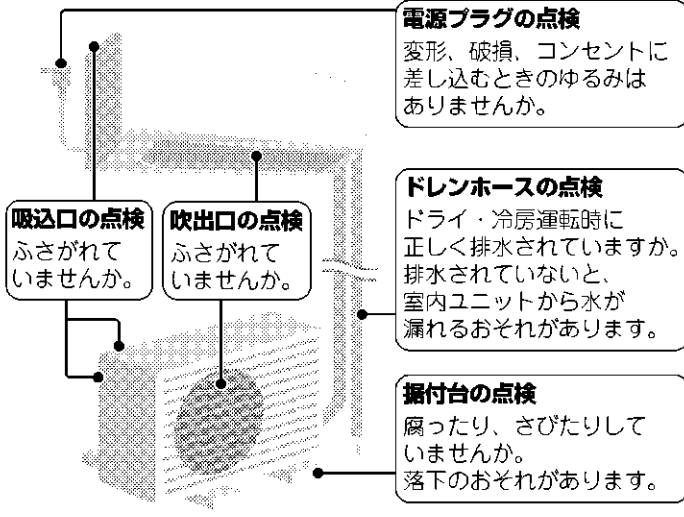 電源プラグの点検
変形、破損、コンセントに
差し込むときのゆるみは
ありませんか。
吸込口の点検
ふさがれて
いませんか。
吹出口の点検
ふさがれて
いませんか。
ドレンホースの点検
ドライ・冷房運転時に
正しく排水されていますか。
排水されていないと、
室内ユニットから水が
漏れるおそれがあります。
据付台の点検
腐ったり、さびたりして
いませんか。
落下のおそれがあります。